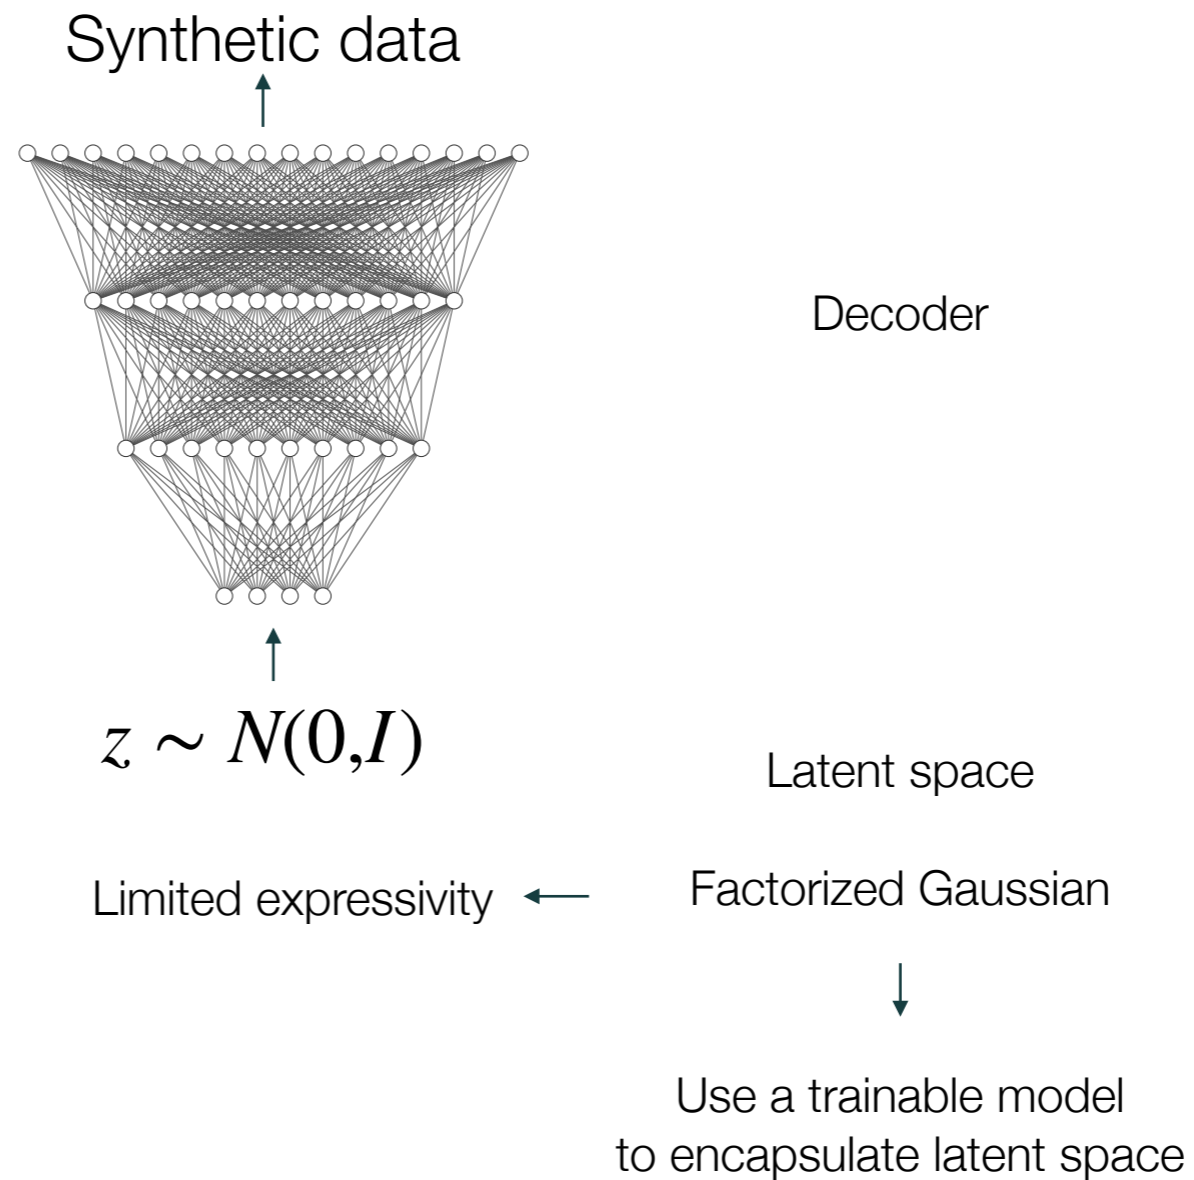 Synthetic data
Decoder
z ~ N(0,I)
Latent space
Limited expressivity
Factorized Gaussian
Use a trainable model
to encapsulate latent space